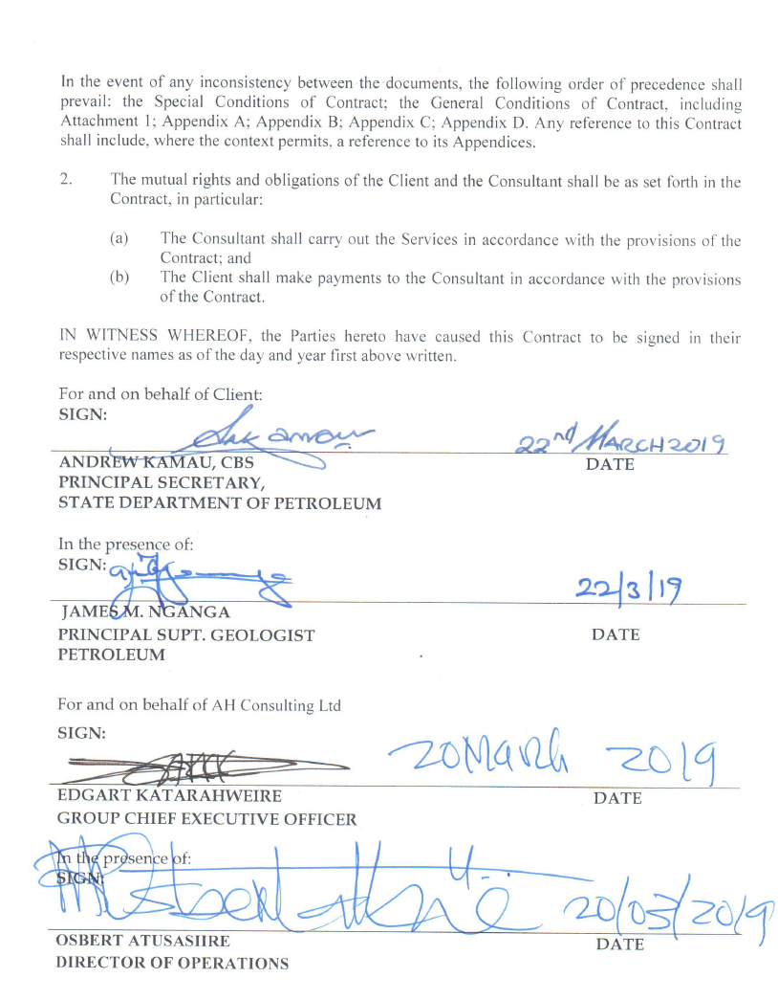 In the event of any inconsistency between the documents, the following order of precedence shall
prevail: the Special Conditions of Contract; the General Conditions of Contract, including
Attachment 1; Appendix A; Appendix B; Appendix C; Appendix D. Any reference to this Contract
shall include, where the context permits, a reference to its Appendices.
2. The mutual rights and obligations of the Client and the Consultant shall be as set forth in the
Contract, in particular:
(a) The Consultant shall carry out the Services in accordance with the provisions of the
Contract; and
(b) The Client shall make payments to the Consultant in accordance with the provisions
of the Contract.
IN WITNESS WHEREOF, the Parties hereto have caused this Contract to be signed in their
respective names as of the day and year first above written.
For and on behalf of Client:
SIGN:
22nd MARCH 2019
ANDREW KAMAU, CBS DATE
PRINCIPAL SECRETARY,
STATE DEPARTMENT OF PETROLEUM
In the presence of:
SIGN:
22/3/19
JAMES M. NGANGA
PRINCIPAL SUPT. GEOLOGIST DATE
PETROLEUM
For and on behalf of AH Consulting Ltd
SIGN:
20 March 2019
EDGART KATARAHWEIRE DATE
GROUP CHIEF EXECUTIVE OFFICER
In the presence of:
SIGN:
20/03/2019
OSBERT ATUSASIIRE DATE
DIRECTOR OF OPERATIONS